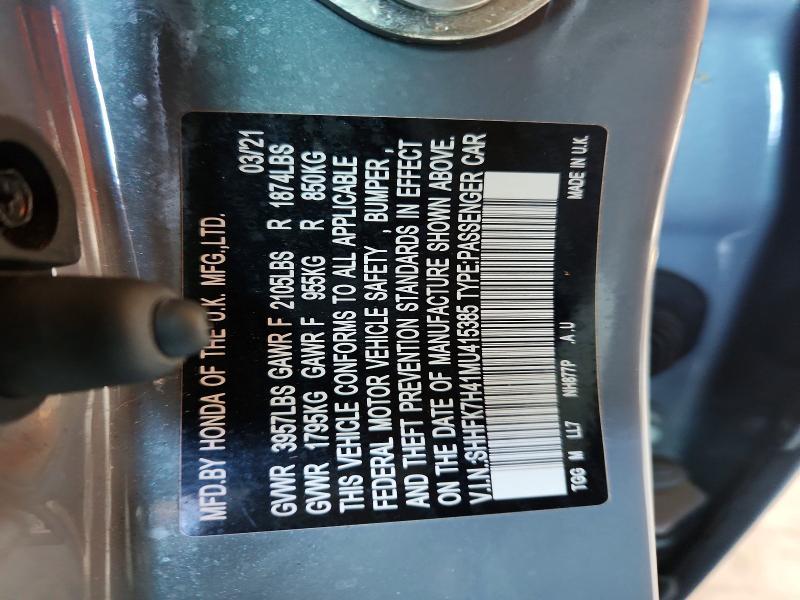 MFD.BY HONDA OF THE U.K. MFG.,LTD.
03/'21
GVWR 3957LBS GAWR F 2105LBS R 1874LBS
GVWR 1795KG GAWR F 955KG R 850KG
THIS VEHICLE CONFORMS TO ALL APPLICABLE
FEDERAL MOTOR VEHICLE SAFETY , BUMPER ,
AND THEFT PREVENTION STANDARDS IN EFFECT
ON THE DATE OF MANUFACTURE SHOWN ABOVE.
V.I.N.:SHHFK7H41MU415385 TYPE:PASSENGER CAR
TGG M LL7 NH877P A U MADE IN U.K.